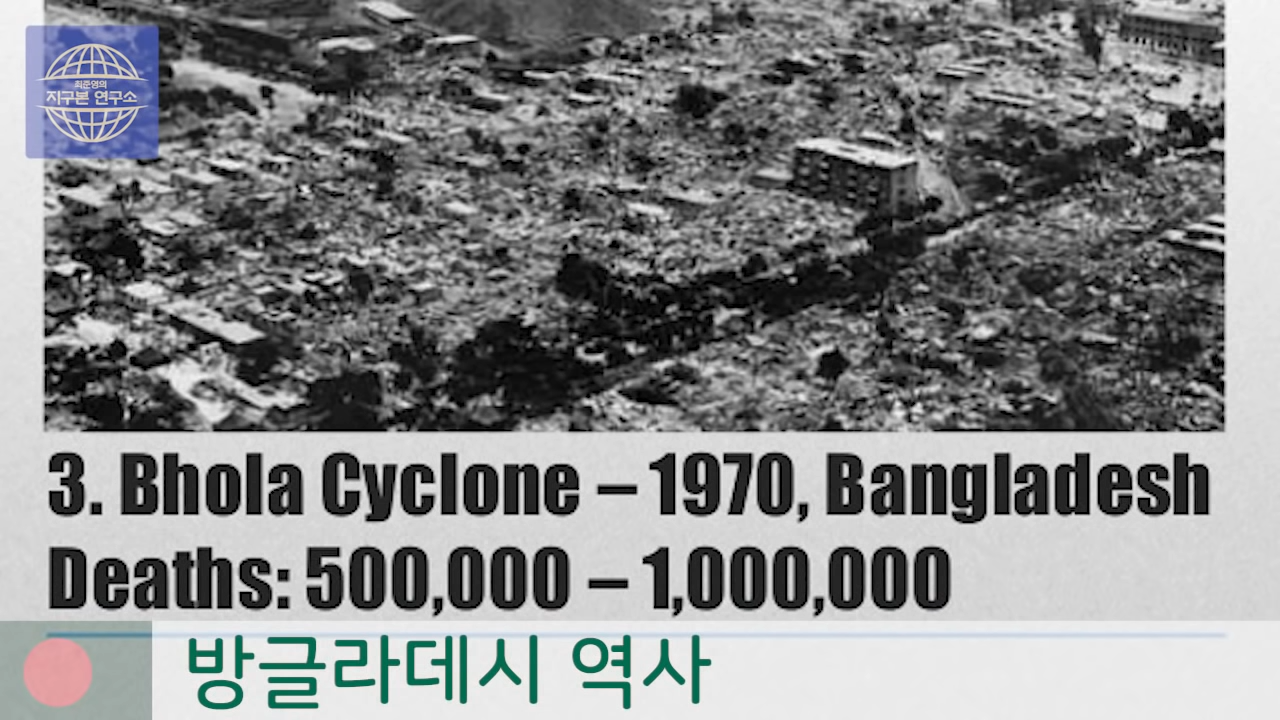 최준영의
지구본 연구소
3. Bhola Cyclone – 1970, Bangladesh
Deaths: 500,000 – 1,000,000
방글라데시 역사